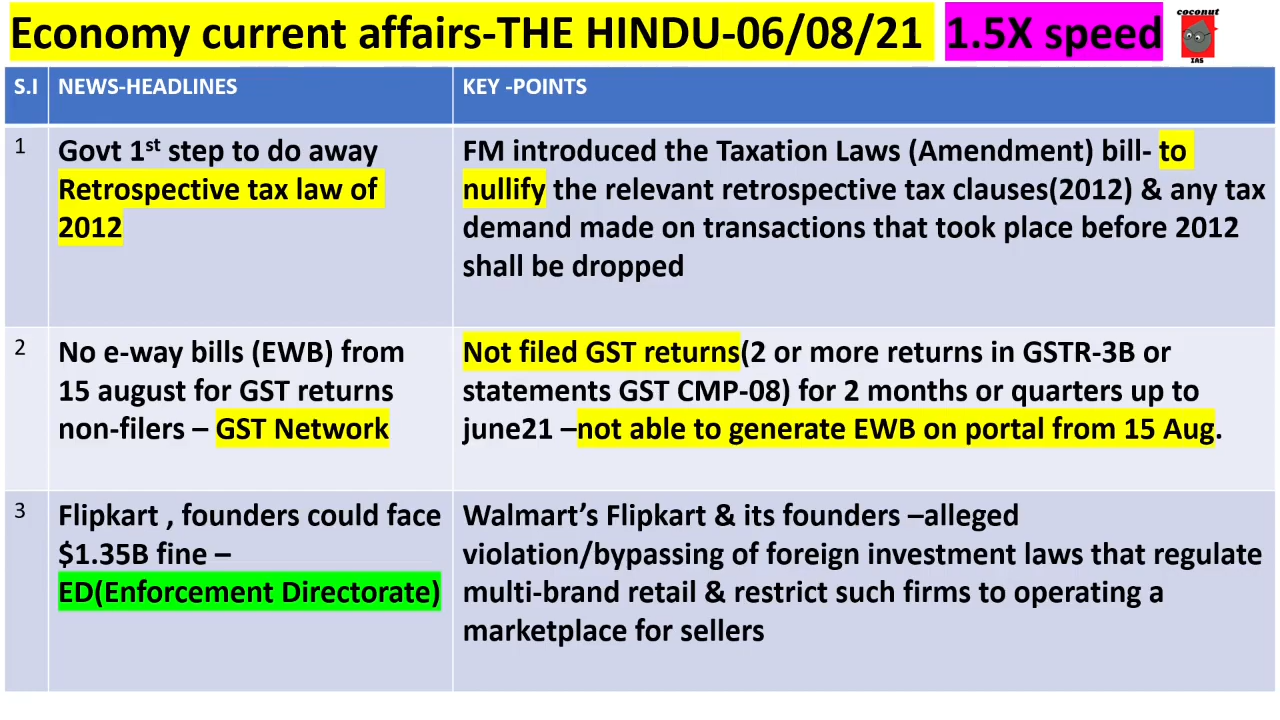 Economy current affairs-THE HINDU-06/08/21 1.5X speed
coconut
IAS
S.I NEWS-HEADLINES KEY -POINTS
1
Govt 1st step to do away
Retrospective tax law of
2012
FM introduced the Taxation Laws (Amendment) bill- to
nullify the relevant retrospective tax clauses(2012) & any tax
demand made on transactions that took place before 2012
shall be dropped
2
No e-way bills (EWB) from
15 august for GST returns
non-filers – GST Network
Not filed GST returns(2 or more returns in GSTR-3B or
statements GST CMP-08) for 2 months or quarters up to
june21 –not able to generate EWB on portal from 15 Aug.
3
Flipkart , founders could face
$1.35B fine –
ED(Enforcement Directorate)
Walmart’s Flipkart & its founders –alleged
violation/bypassing of foreign investment laws that regulate
multi-brand retail & restrict such firms to operating a
marketplace for sellers